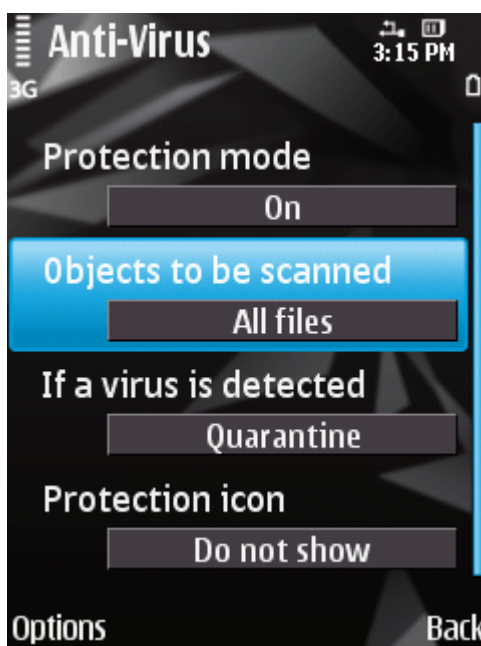 Anti-Virus
3:15 PM
3G
Protection mode
On
Objects to be scanned
All files
If a virus is detected
Quarantine
Protection icon
Do not show
Options
Back